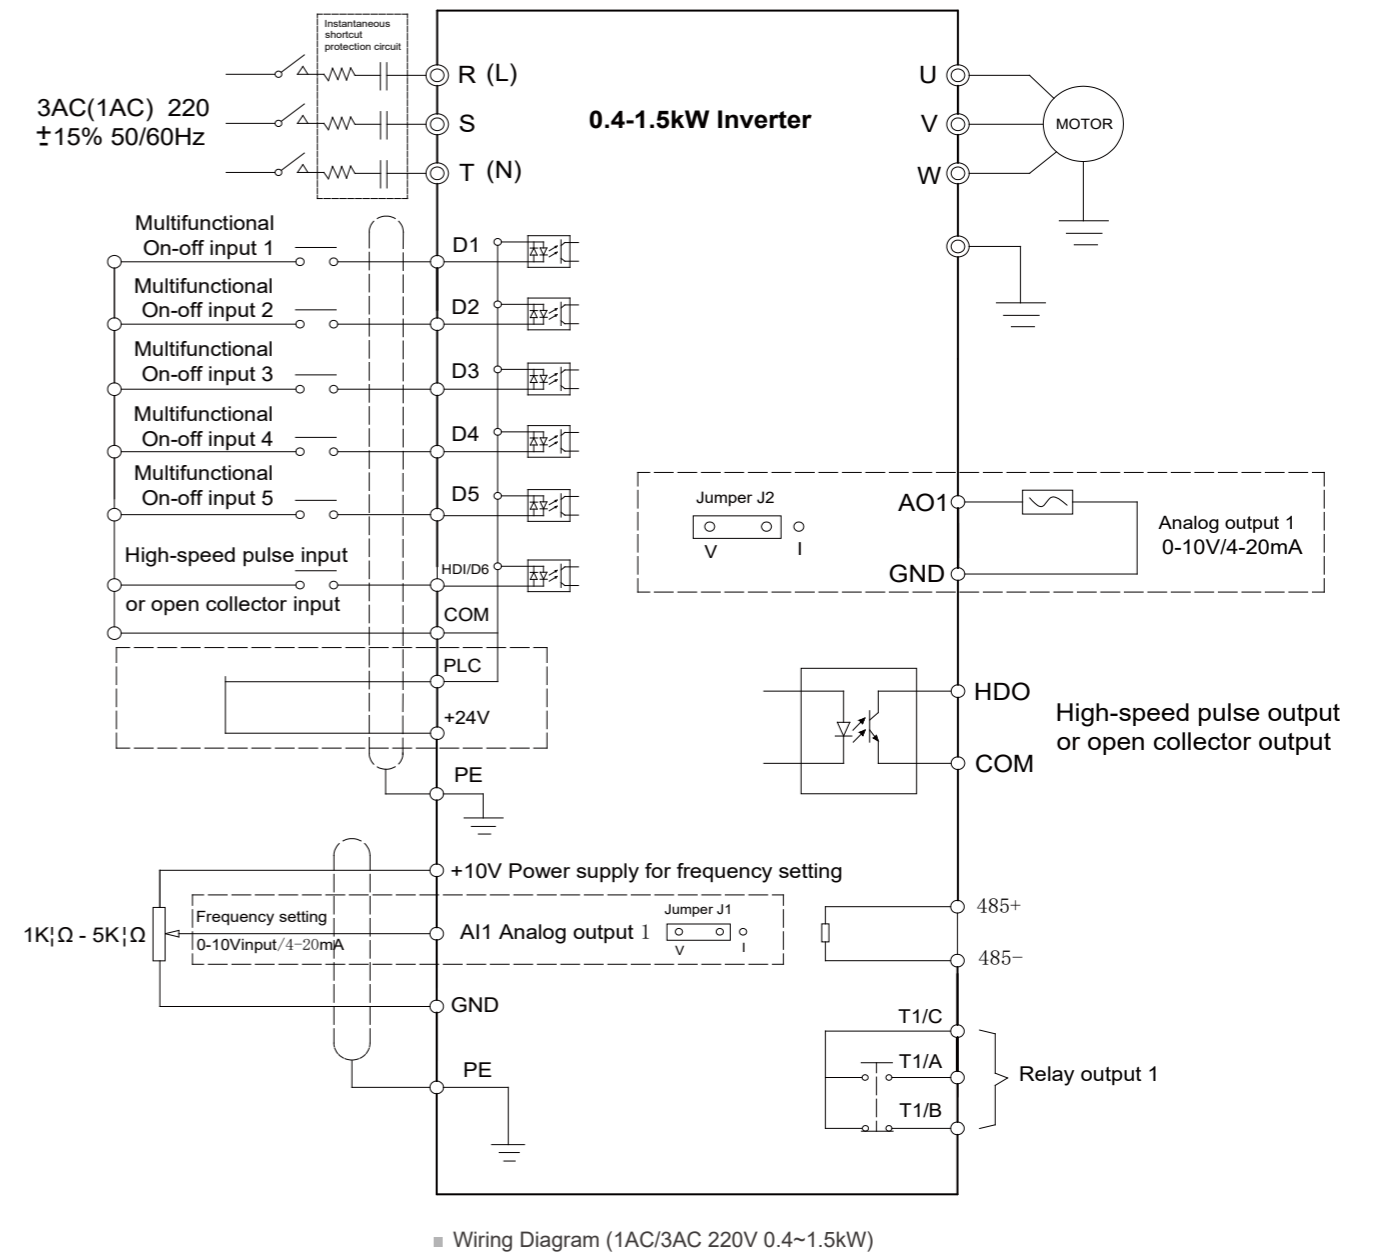 Instantaneous
shortcut
protection circuit
R (L)
3AC(1AC) 220
±15% 50/60Hz
S
T (N)
0.4-1.5kW Inverter
U
V
W
MOTOR
Multifunctional
On-off input 1
D1
Multifunctional
On-off input 2
D2
Multifunctional
On-off input 3
D3
Multifunctional
On-off input 4
D4
Multifunctional
On-off input 5
D5
High-speed pulse input
or open collector input
HDI/D6
COM
PLC
+24V
PE
Jumper J2
V
I
AO1
GND
Analog output 1
0-10V/4-20mA
HDO
COM
High-speed pulse output
or open collector output
+10V Power supply for frequency setting
1K¦Ω - 5K¦Ω
Frequency setting
0-10Vinput/4-20mA
AI1 Analog output 1
Jumper J1
V
I
GND
PE
485+
485-
T1/C
T1/A
T1/B
Relay output 1
Wiring Diagram (1AC/3AC 220V 0.4~1.5kW)